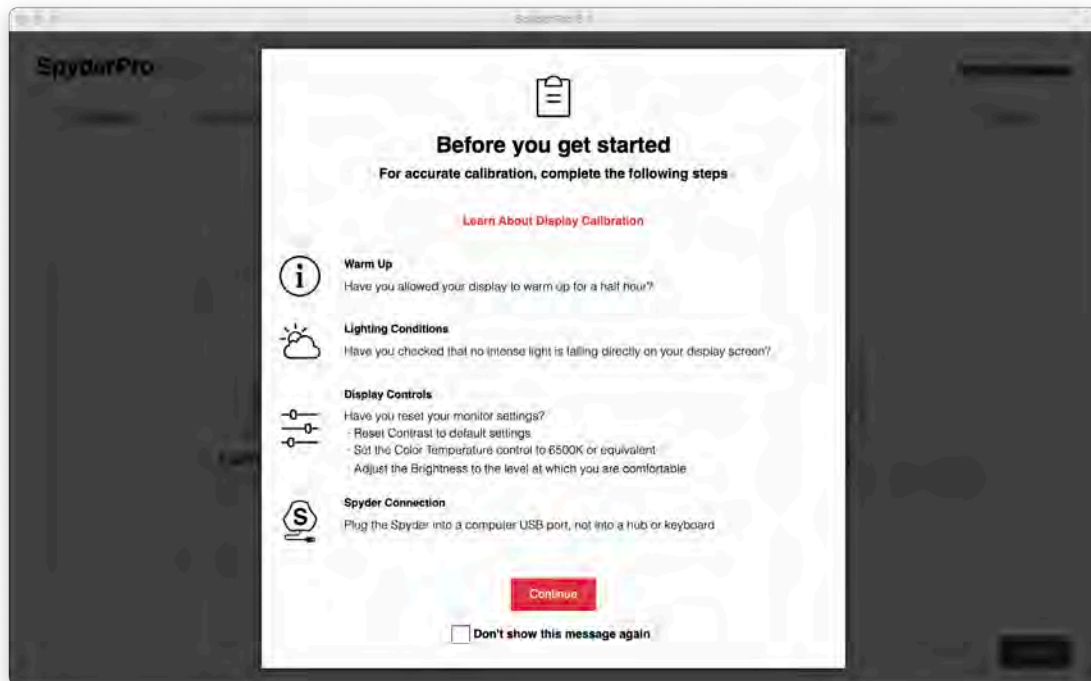 SpyderPro
Before you get started
For accurate calibration, complete the following steps
Learn About Display Calibration
Warm Up
Have you allowed your display to warm up for a half hour?
Lighting Conditions
Have you checked that no intense light is falling directly on your display screen?
Display Controls
Have you reset your monitor settings?
- Reset Contrast to default settings
- Set the Color Temperature control to 6500K or equivalent
- Adjust the Brightness to the level at which you are comfortable
Spyder Connection
Plug the Spyder into a computer USB port, not into a hub or keyboard
Continue
Don't show this message again